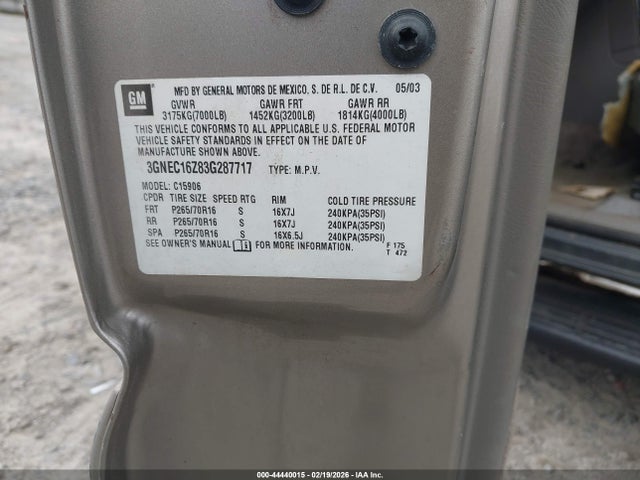 GM
MFD BY GENERAL MOTORS DE MEXICO, S. DE R.L. DE C.V. 05/03
GVWR GAWR FRT GAWR RR
3175KG(7000LB) 1452KG(3200LB) 1814KG(4000LB)
THIS VEHICLE CONFORMS TO ALL APPLICABLE U.S. FEDERAL MOTOR
VEHICLE SAFETY STANDARDS IN EFFECT ON THE DATE OF
MANUFACTURE SHOWN ABOVE.
3GNEC16Z83G287717 TYPE: M.P.V.
MODEL: C15906
CPDR TIRE SIZE SPEED RTG RIM COLD TIRE PRESSURE
FRT P265/70R16 S 16X7J 240KPA(35PSI)
RR P265/70R16 S 16X7J 240KPA(35PSI)
SPA P265/70R16 S 16X6.5J 240KPA(35PSI)
SEE OWNER'S MANUAL FOR MORE INFORMATION. F 175
T 472
000-44440015 - 02/19/2026 - IAA Inc.